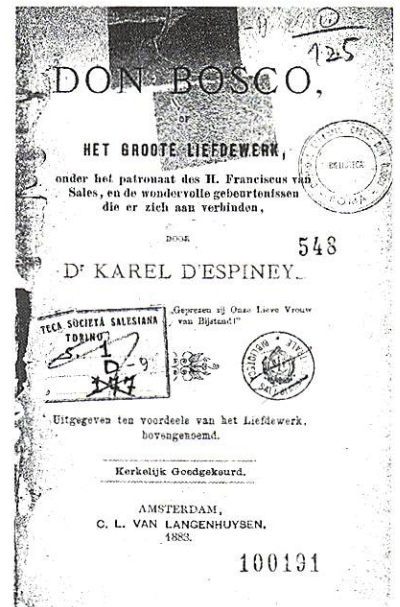 125
DON BOSCO,
OF
HET GROOTE LIEFDEWERK,
onder het patronaat des H. Franciscus van
Sales, en de wondervolle gebeurtenissen
die er zich aan verbinden,
DOOR
548
Dr KAREL D'ESPINEY.
„Geprezen zij Onze Lieve Vrouw
van Bijstand!"
TECA SOCIETÀ SALESIANA
TORINO
Uitgegeven ten voordeele van het Liefdewerk,
bovengenoemd.
Kerkelijk Goedgekeurd.
AMSTERDAM,
C. L. VAN LANGENHUYSEN.
1883.
100191